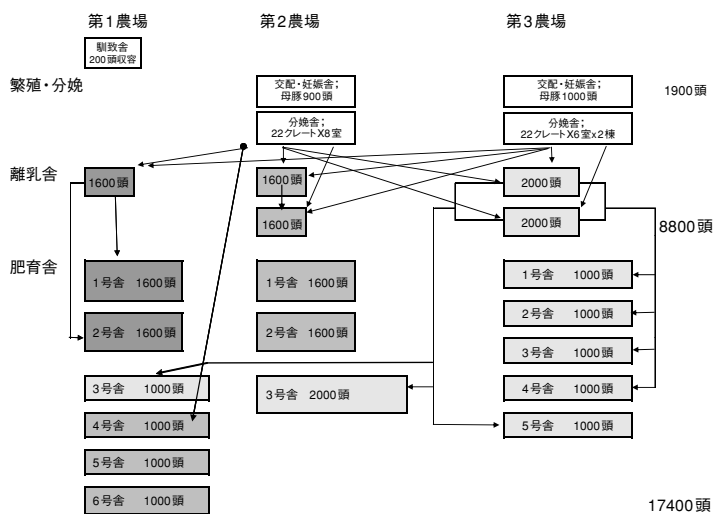 第1農場
第2農場
第3農場
馴致舎
200頭収容
繁殖・分娩
交配・妊娠舎；
母豚900頭
交配・妊娠舎；
母豚1000頭
1900頭
分娩舎；
22クレートX8室
分娩舎；
22クレートX6室x2棟
離乳舎
1600頭
1600頭
2000頭
1600頭
2000頭
8800頭
肥育舎
1号舎 1600頭
1号舎 1600頭
1号舎 1000頭
2号舎 1600頭
2号舎 1600頭
2号舎 1000頭
3号舎 1000頭
3号舎 1000頭
3号舎 2000頭
4号舎 1000頭
4号舎 1000頭
5号舎 1000頭
5号舎 1000頭
6号舎 1000頭
17400頭